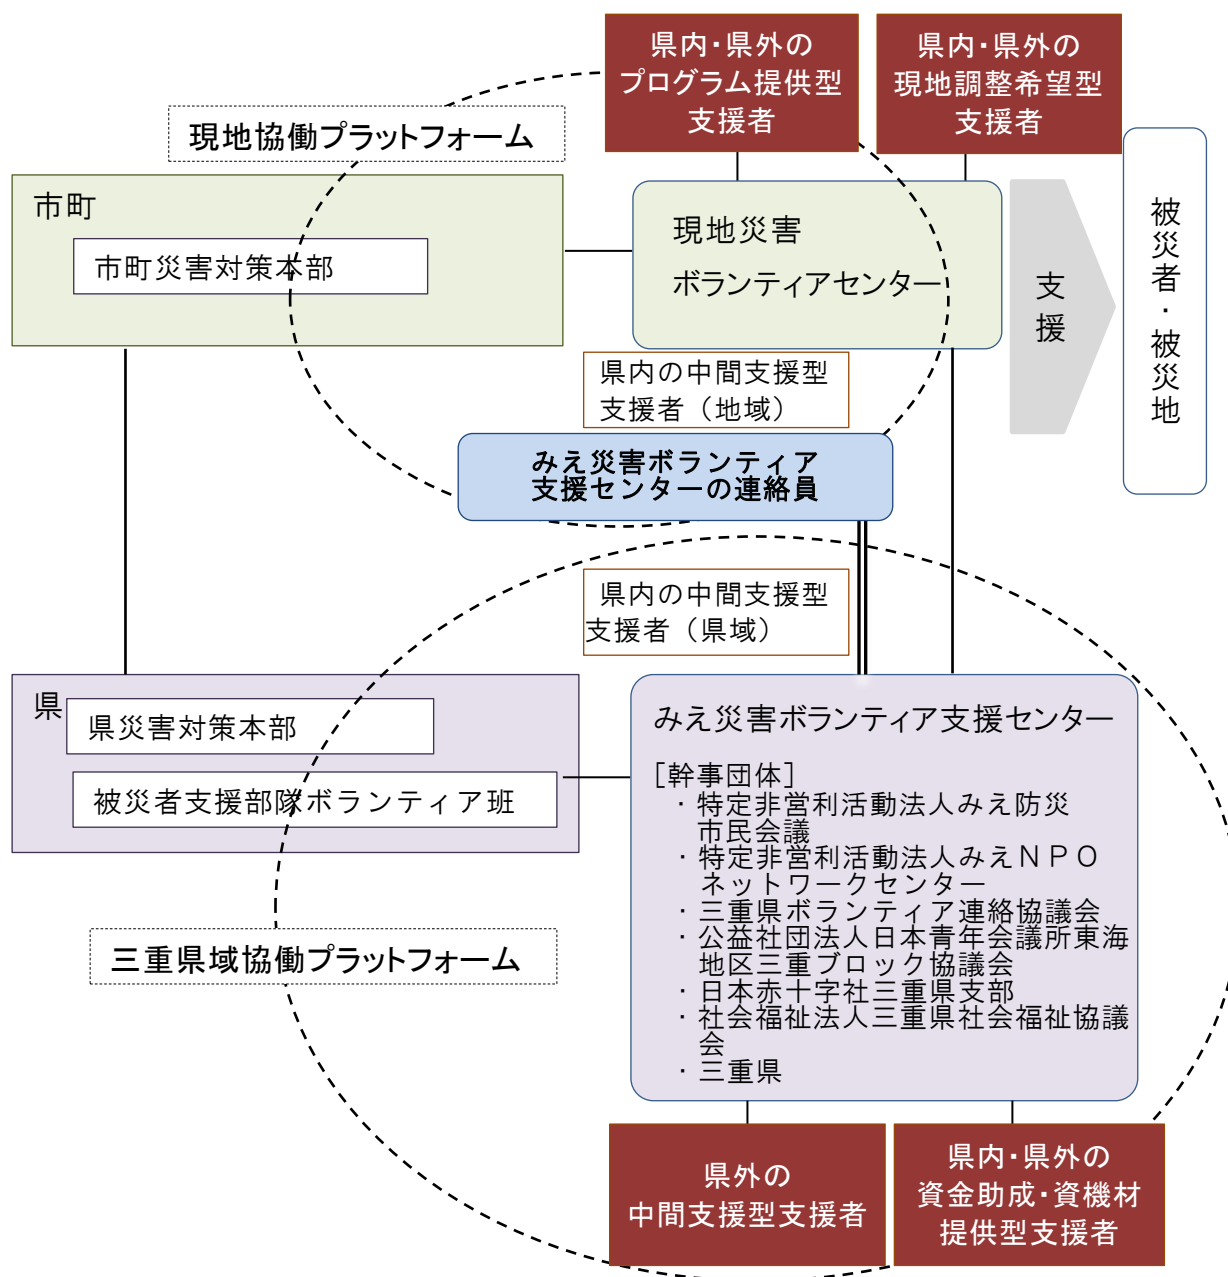 県内・県外の
プログラム提供型
支援者
県内・県外の
現地調整希望型
支援者
現地協働プラットフォーム
市町
市町災害対策本部
現地災害
ボランティアセンター
支援
被災者・被災地
県内の中間支援型
支援者（地域）
みえ災害ボランティア
支援センターの連絡員
県内の中間支援型
支援者（県域）
県
県災害対策本部
被災者支援部隊ボランティア班
みえ災害ボランティア支援センター
［幹事団体］
・特定非営利活動法人みえ防災
市民会議
・特定非営利活動法人みえＮＰＯ
ネットワークセンター
・三重県ボランティア連絡協議会
・公益社団法人日本青年会議所東海
地区三重ブロック協議会
・日本赤十字社三重県支部
・社会福祉法人三重県社会福祉協議
会
・三重県
三重県域協働プラットフォーム
県外の
中間支援型支援者
県内・県外の
資金助成・資機材
提供型支援者